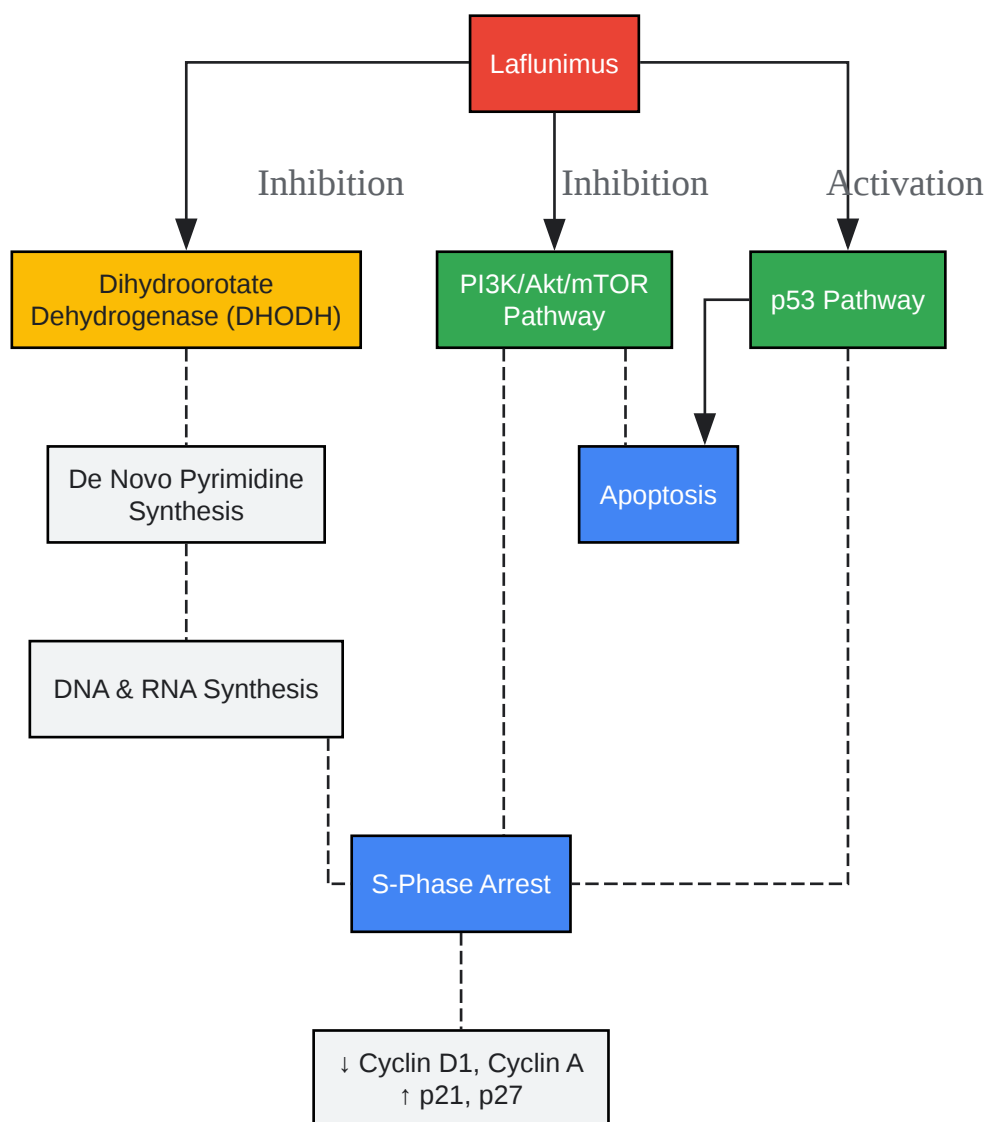 Laflunimus
Inhibition
Inhibition
Activation
Dihydroorotate
Dehydrogenase (DHODH)
PI3K/Akt/mTOR
Pathway
p53 Pathway
De Novo Pyrimidine
Synthesis
Apoptosis
DNA & RNA Synthesis
S-Phase Arrest
↓ Cyclin D1, Cyclin A
↑ p21, p27